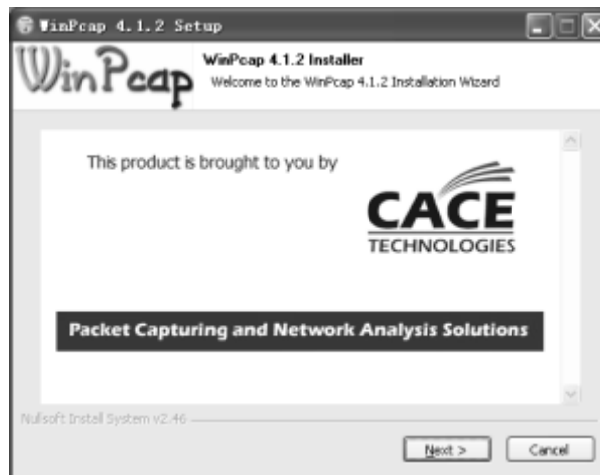 WinPcap 4.1.2 Setup
WinPcap
WinPcap 4.1.2 Installer
Welcome to the WinPcap 4.1.2 Installation Wizard
This product is brought to you by
CACE
TECHNOLOGIES
Packet Capturing and Network Analysis Solutions
Nullsoft Install System v2.46
Next >
Cancel